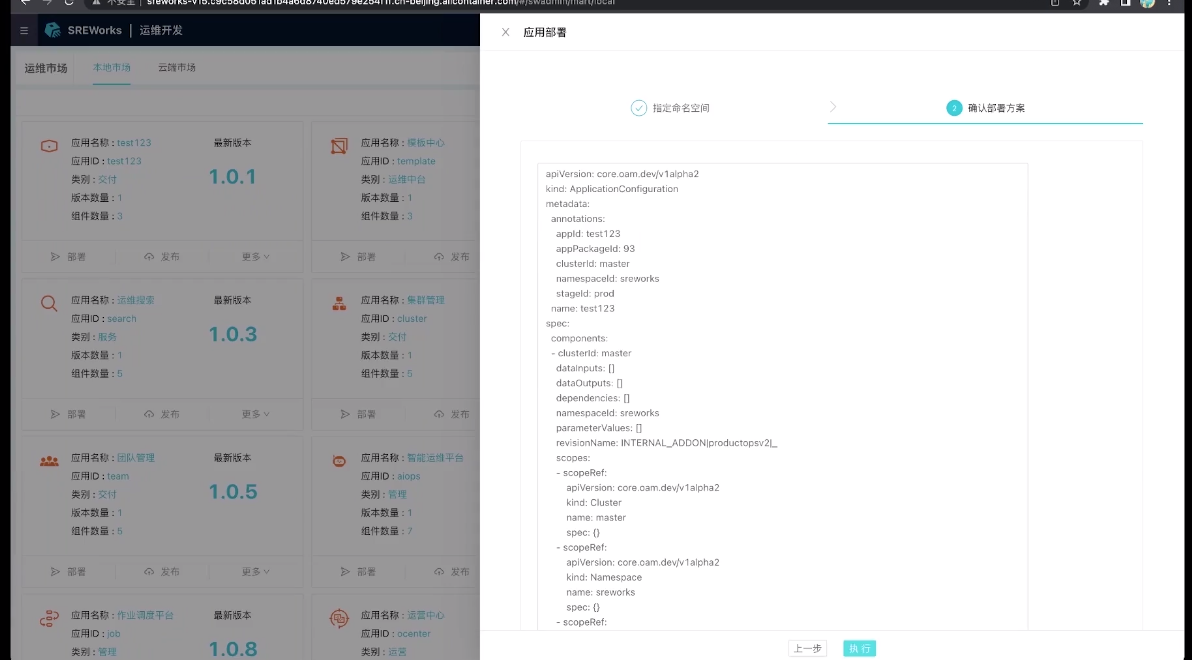 不安全 sreworks-v15.c9c58d051ad1b4a6d8740ed579e254f1f.cn-beijing.alicontainer.com/#/swadmin/mart/local
SREWorks | 运维开发
运维市场 本地市场 云端市场
应用名称 : test123 最新版本
应用ID : test123
类别 : 交付
1.0.1
版本数量 : 1
组件数量 : 3
部署 发布 更多
应用名称 : 模板中心
应用ID : template
类别 : 运维中台
版本数量 : 1
组件数量 : 3
部署 发布
应用名称 : 运维搜索 最新版本
应用ID : search
类别 : 服务
1.0.3
版本数量 : 1
组件数量 : 5
部署 发布 更多
应用名称 : 集群管理
应用ID : cluster
类别 : 交付
版本数量 : 1
组件数量 : 5
部署 发布
应用名称 : 团队管理 最新版本
应用ID : team
类别 : 交付
1.0.5
版本数量 : 1
组件数量 : 5
部署 发布 更多
应用名称 : 智能运维平台
应用ID : aiops
类别 : 管理
版本数量 : 1
组件数量 : 7
部署 发布
应用名称 : 作业调度平台 最新版本
应用ID : job
类别 : 管理
1.0.8
应用名称 : 运营中心
应用ID : ocenter
类别 : 运营
应用部署
指定命名空间
2 确认部署方案
apiVersion: core.oam.dev/v1alpha2
kind: ApplicationConfiguration
metadata:
annotations:
appId: test123
appPackageId: 93
clusterId: master
namespaceId: sreworks
stageId: prod
name: test123
spec:
components:
- clusterId: master
dataInputs: []
dataOutputs: []
dependencies: []
namespaceId: sreworks
parameterValues: []
revisionName: INTERNAL_ADDON|productopsv2|_
scopes:
- scopeRef:
apiVersion: core.oam.dev/v1alpha2
kind: Cluster
name: master
spec: {}
- scopeRef:
apiVersion: core.oam.dev/v1alpha2
kind: Namespace
name: sreworks
spec: {}
- scopeRef:
上一步 执 行